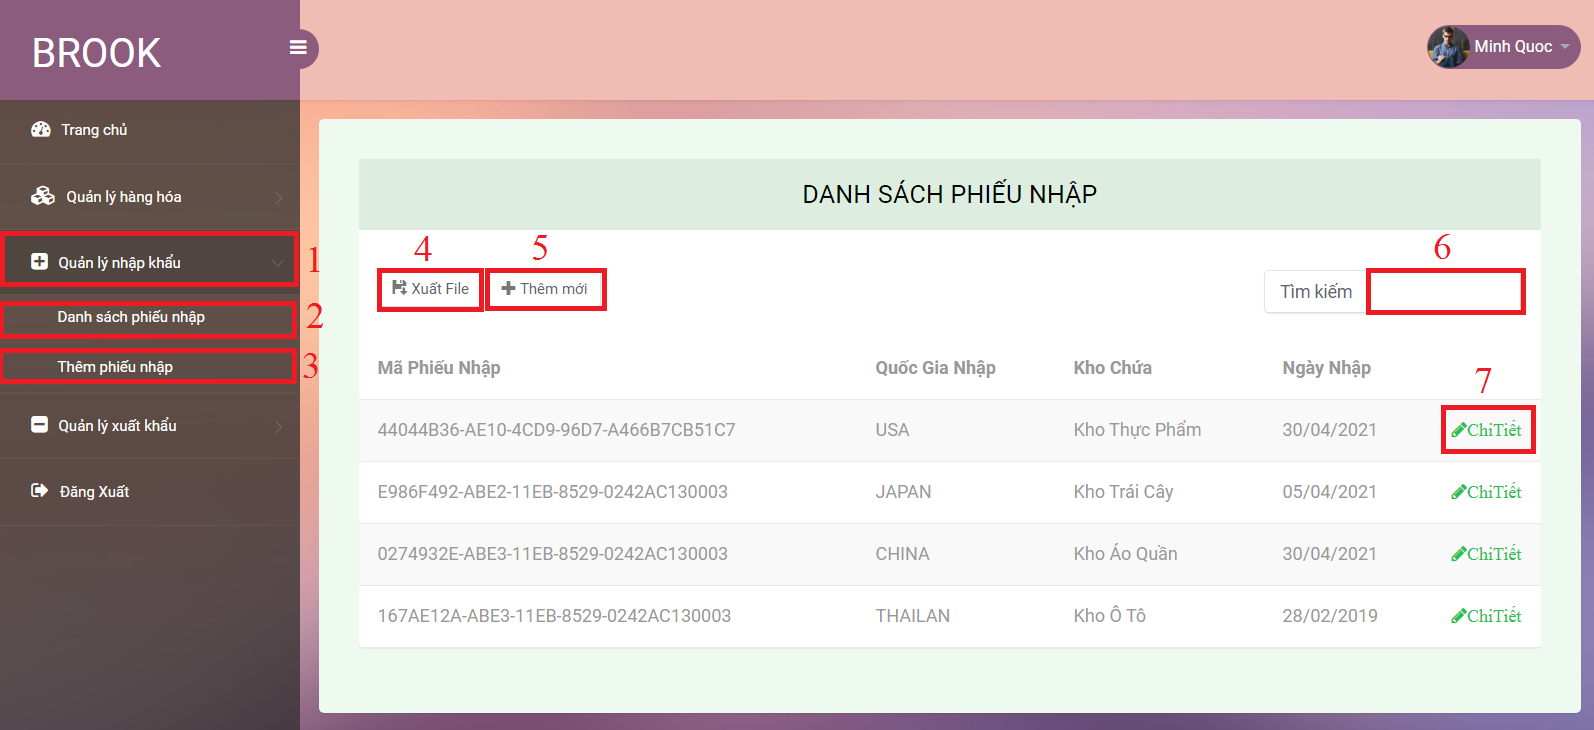 BROOK
Minh Quoc
Trang chủ
Quản lý hàng hóa
Quản lý nhập khẩu
1
Danh sách phiếu nhập
2
Thêm phiếu nhập
3
Quản lý xuất khẩu
Đăng Xuất
DANH SÁCH PHIẾU NHẬP
4 5 6
Xuất File Thêm mới Tìm kiếm
Mã Phiếu Nhập Quốc Gia Nhập Kho Chứa Ngày Nhập
7
44044B36-AE10-4CD9-96D7-A466B7CB51C7 USA Kho Thực Phẩm 30/04/2021 ChiTiết
E986F492-ABE2-11EB-8529-0242AC130003 JAPAN Kho Trái Cây 05/04/2021 ChiTiết
0274932E-ABE3-11EB-8529-0242AC130003 CHINA Kho Áo Quần 30/04/2021 ChiTiết
167AE12A-ABE3-11EB-8529-0242AC130003 THAILAN Kho Ô Tô 28/02/2019 ChiTiết